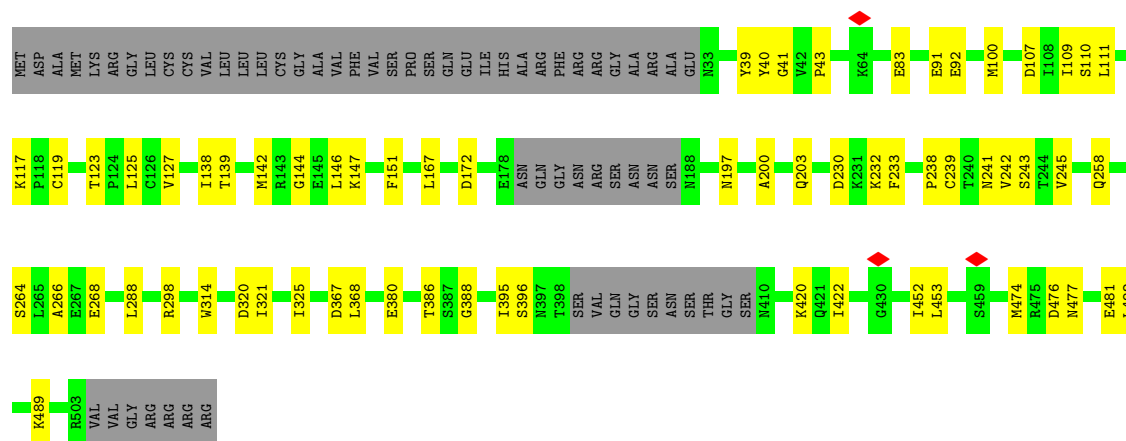 MET ASP ALA MET LYS ARG GLY LEU CYS CYS VAL LEU LEU LEU CYS GLY ALA VAL PHE VAL SER PRO SER GLN GLU ILE HIS ALA ARG PHE ARG ARG GLY ALA ARG ALA GLU N33 Y39 Y40 G41 V42 P43 K64 E83 E91 E92 M100 D107 I108 I109 S110 L111
K117 P118 C119 T123 P124 L125 C126 V127 I138 T139 M142 R143 G144 E145 L146 K147 F151 L167 D172 E178 ASN GLN GLY ASN ARG SER ASN ASN SER N188 N197 A200 Q203 D230 K231 K232 F233 P238 C239 T240 N241 V242 S243 T244 V245 Q258
S264 L265 A266 E267 E268 L288 R298 W314 D320 I321 I325 D367 L368 E380 T386 S387 G388 I395 S396 N397 T398 SER VAL GLN GLY SER ASN SER THR GLY SER N410 K420 Q421 I422 G430 I452 L453 S459 M474 R475 D476 N477 E481
K489 R503 VAL VAL GLY ARG ARG ARG ARG